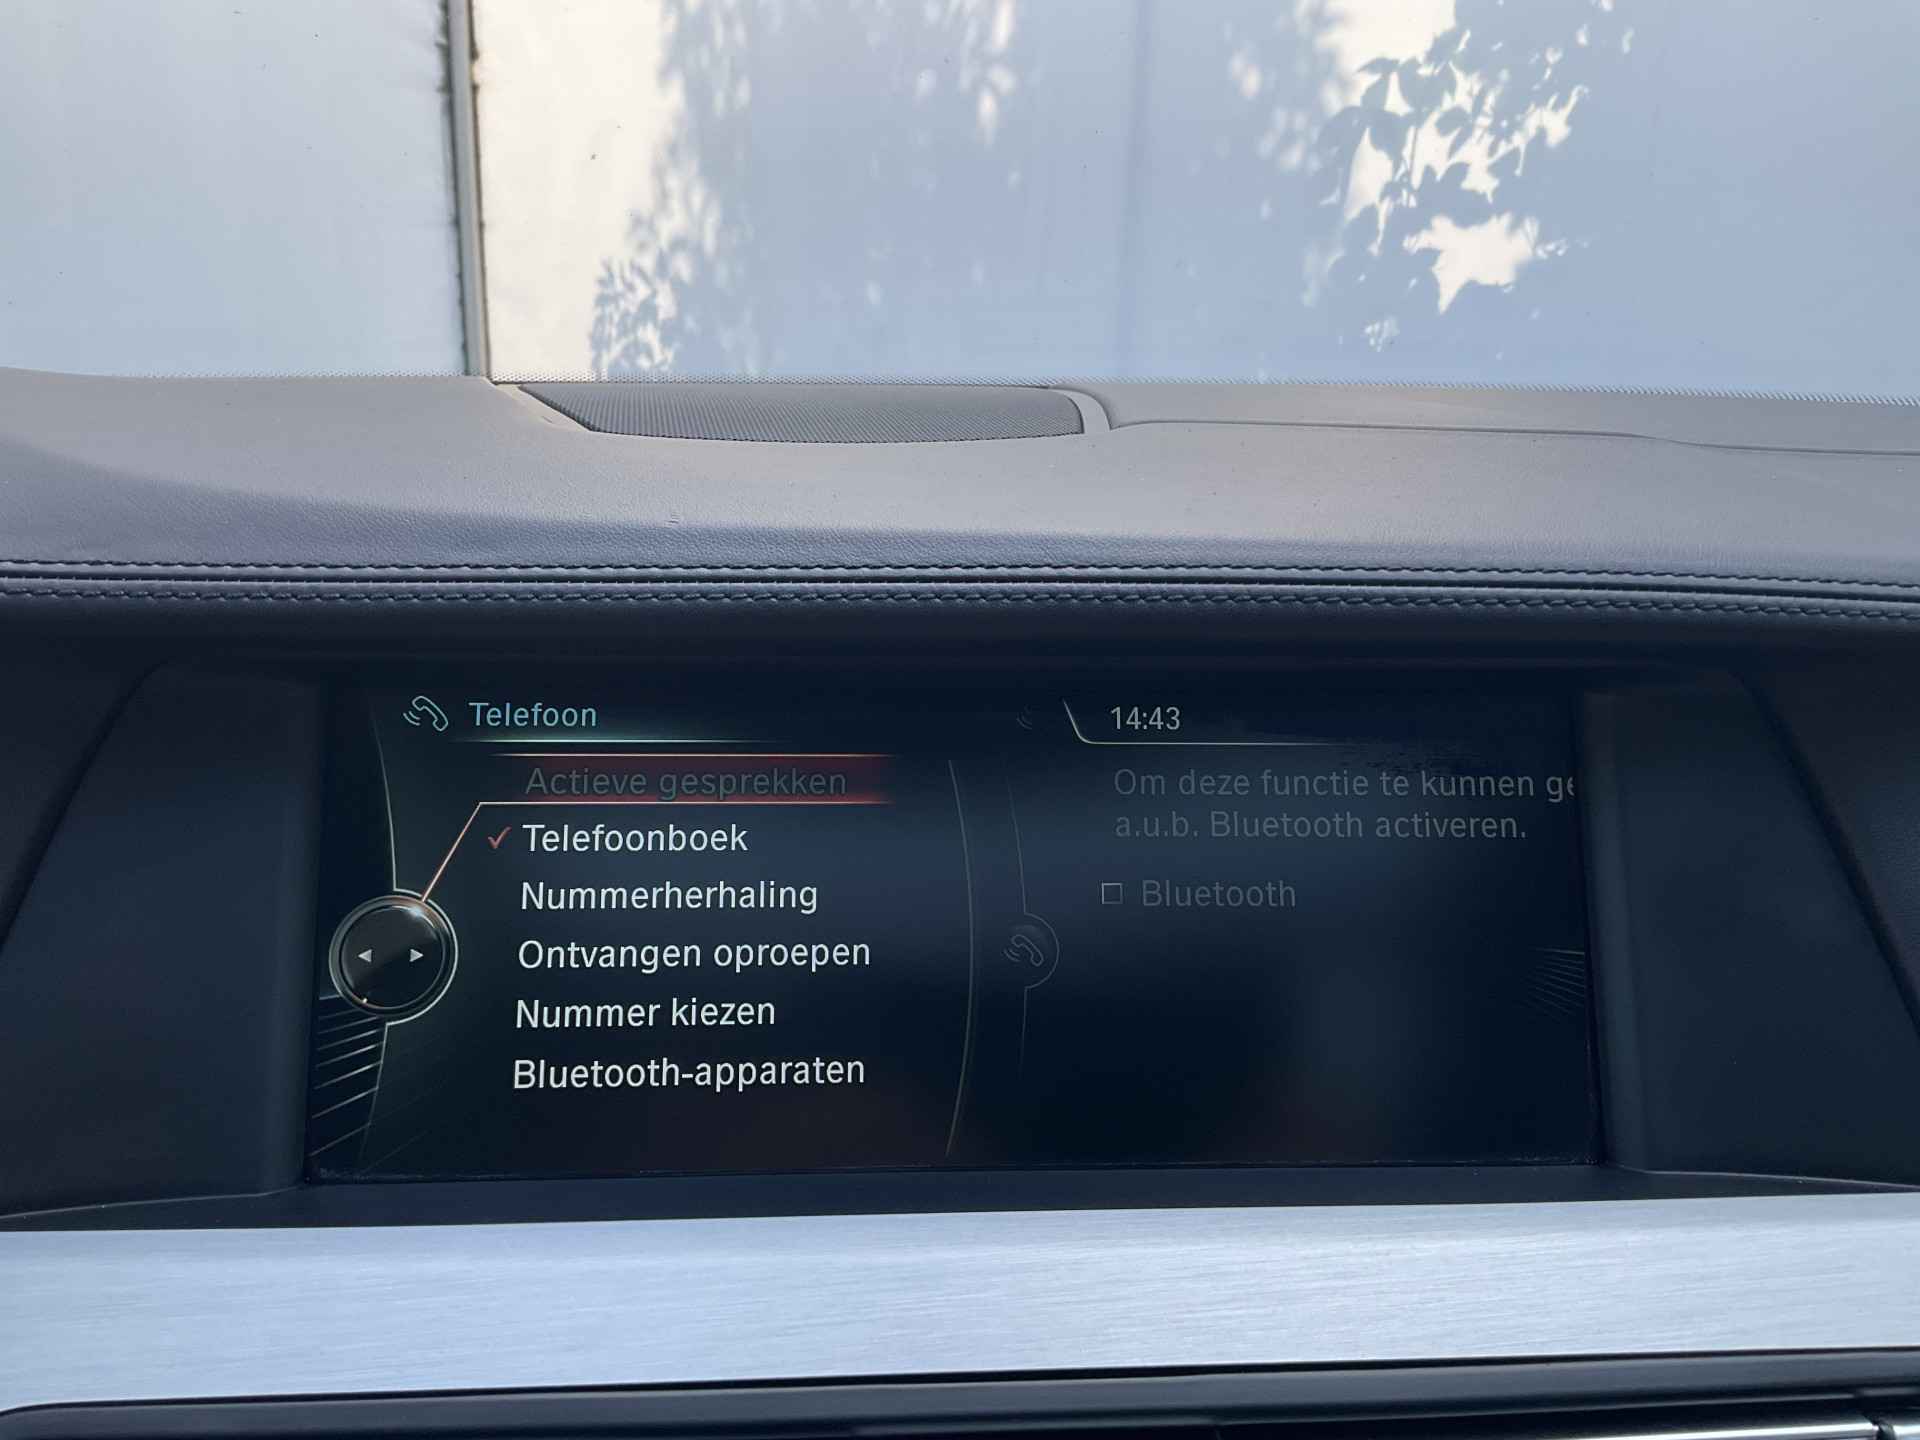 Telefoon
14:43
Actieve gesprekken
Telefoonboek
Nummerherhaling
Ontvangen oproepen
Nummer kiezen
Bluetooth-apparaten
Om deze functie te kunnen
a.u.b. Bluetooth activeren.
Bluetooth